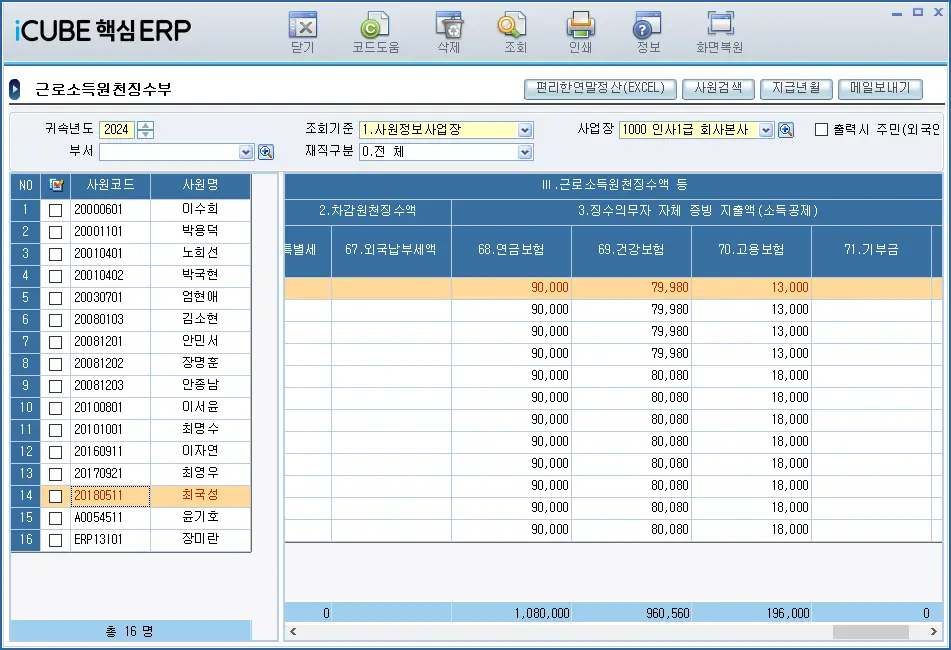 iCUBE 핵심ERP
닫기 코드도움 삭제 조회 인쇄 정보 화면복원
근로소득원천징수부
편리한연말정산(EXCEL) 사원검색 지급년월 메일보내기
귀속년도 2024 조회기준 1.사원정보사업장 사업장 1000 인사1급 회사본사 출력시 주민(외국인
부서 재직구분 0.전 체
NO 사원코드 사원명
1 20000601 이수희
2 20001101 박용덕
3 20010401 노희선
4 20010402 박국현
5 20030701 엄현애
6 20080103 김소현
7 20081201 안민서
8 20081202 장명훈
9 20081203 안종남
10 20100801 이서윤
11 20101001 최명수
12 20160911 이자연
13 20170921 최영우
14 20180511 최국성
15 A0054511 윤기호
16 ERP13I01 장미란
총 16 명
Ⅲ.근로소득원천징수액 등
2.차감원천징수액 3.징수의무자 자체 증빙 지출액(소득공제)
특별세 67.외국납부세액 68.연금보험 69.건강보험 70.고용보험 71.기부금
90,000 79,980 13,000
90,000 79,980 13,000
90,000 79,980 13,000
90,000 79,980 13,000
90,000 80,080 18,000
90,000 80,080 18,000
90,000 80,080 18,000
90,000 80,080 18,000
90,000 80,080 18,000
90,000 80,080 18,000
90,000 80,080 18,000
90,000 80,080 18,000
0 1,080,000 960,560 196,000 0